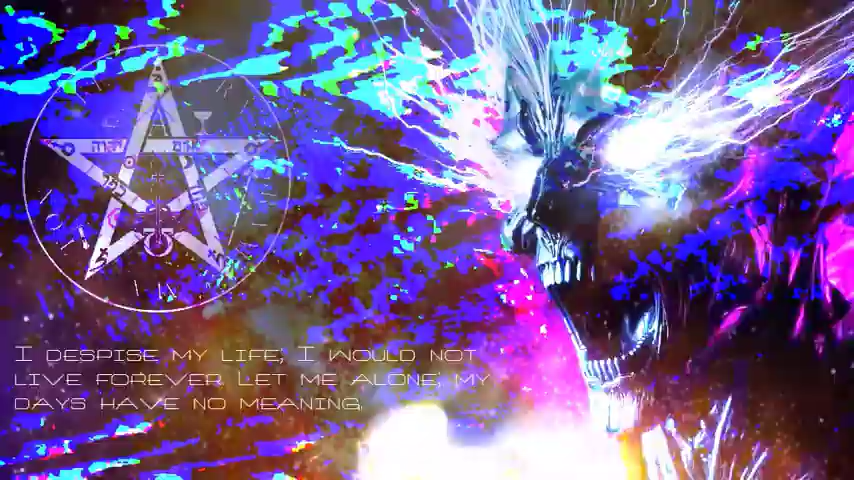 I DESPISE MY LIFE; I WOULD NOT
LIVE FOREVER. LET ME ALONE; MY
DAYS HAVE NO MEANING.